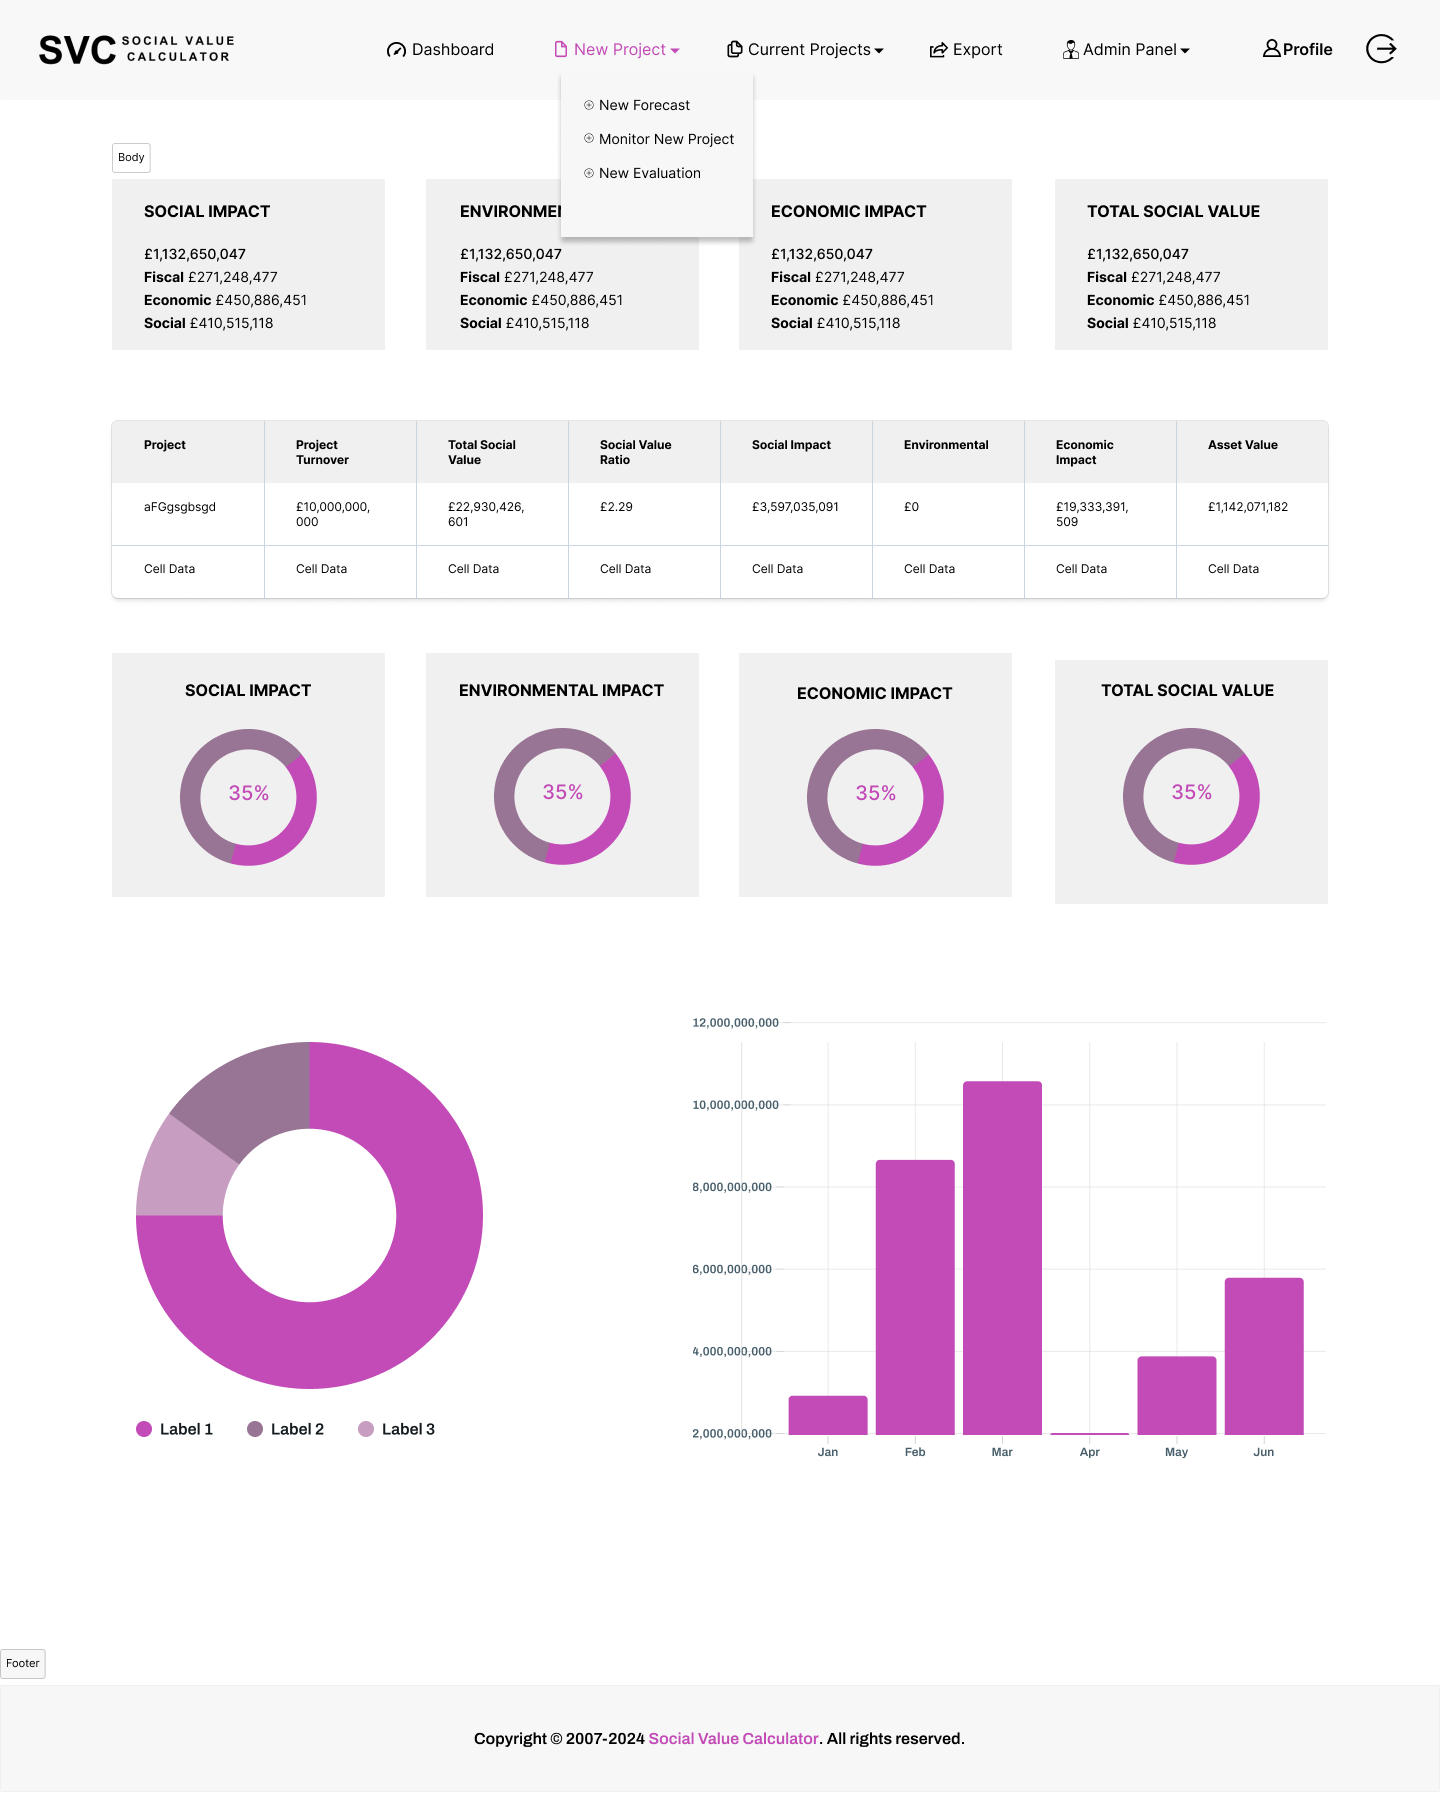 SVC SOCIAL VALUE
CALCULATOR
Dashboard
New Project
Current Projects
Export
Admin Panel
Profile
New Forecast
Monitor New Project
New Evaluation
Body
SOCIAL IMPACT
£1,132,650,047
Fiscal £271,248,477
Economic £450,886,451
Social £410,515,118
ENVIRONME
£1,132,650,047
Fiscal £271,248,477
Economic £450,886,451
Social £410,515,118
ECONOMIC IMPACT
£1,132,650,047
Fiscal £271,248,477
Economic £450,886,451
Social £410,515,118
TOTAL SOCIAL VALUE
£1,132,650,047
Fiscal £271,248,477
Economic £450,886,451
Social £410,515,118
Project
Project
Turnover
Total Social
Value
Social Value
Ratio
Social Impact
Environmental
Economic
Impact
Asset Value
aFGgsgbsgd
£10,000,000,
000
£22,930,426,
601
£2.29
£3,597,035,091
£0
£19,333,391,
509
£1,142,071,182
Cell Data
Cell Data
Cell Data
Cell Data
Cell Data
Cell Data
Cell Data
Cell Data
SOCIAL IMPACT
35%
ENVIRONMENTAL IMPACT
35%
ECONOMIC IMPACT
35%
TOTAL SOCIAL VALUE
35%
Label 1
Label 2
Label 3
12,000,000,000
10,000,000,000
8,000,000,000
6,000,000,000
4,000,000,000
2,000,000,000
Jan
Feb
Mar
Apr
May
Jun
Footer
Copyright © 2007-2024 Social Value Calculator. All rights reserved.